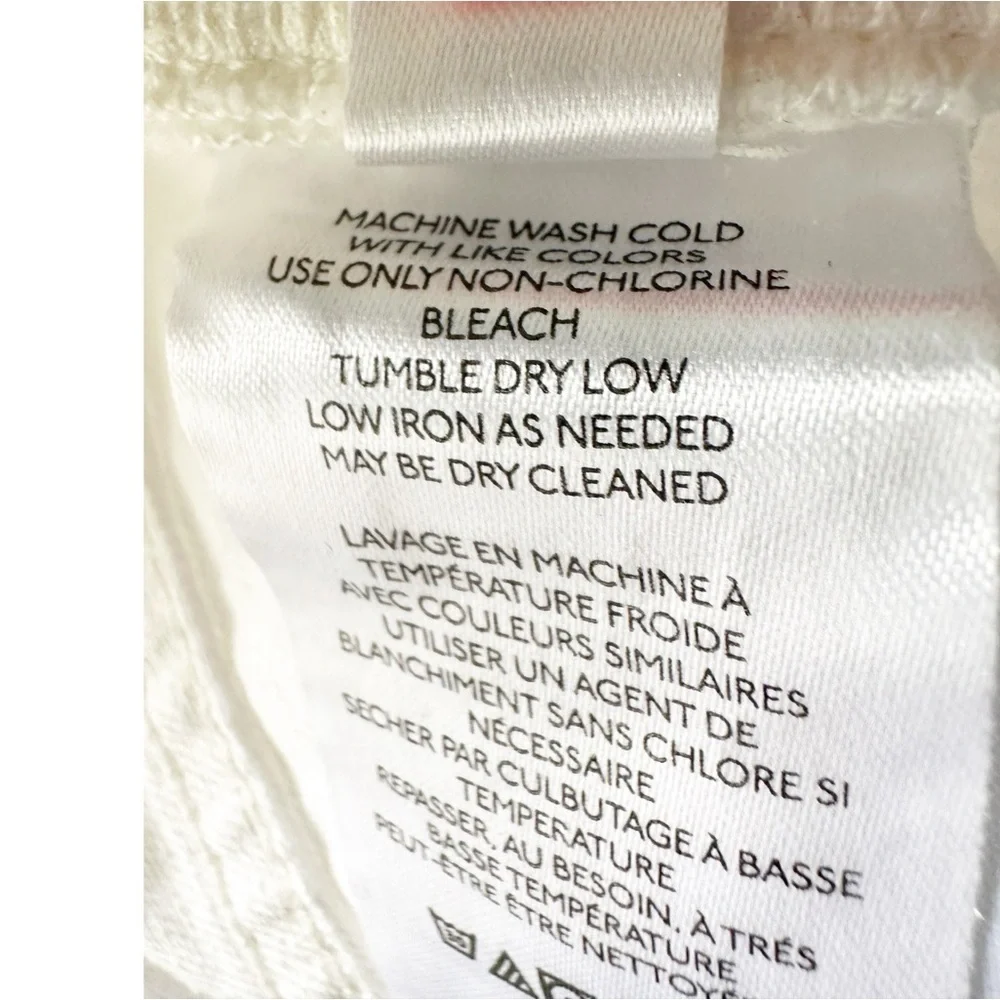 MACHINE WASH COLD
WITH LIKE COLORS
USE ONLY NON-CHLORINE
BLEACH
TUMBLE DRY LOW
LOW IRON AS NEEDED
MAY BE DRY CLEANED
LAVAGE EN MACHINE À
TEMPÉRATURE FROIDE
AVEC COULEURS SIMILAIRES
UTILISER UN AGENT DE
BLANCHIMENT SANS CHLORE SI
NÉCESSAIRE
SECHER PAR CULBUTAGE À BASSE
TEMPERATURE
REPASSER, AU BESOIN. À TRÉS
BASSE TEMPÉRATURE
PEUT-ÊTRE ÊTRE
30